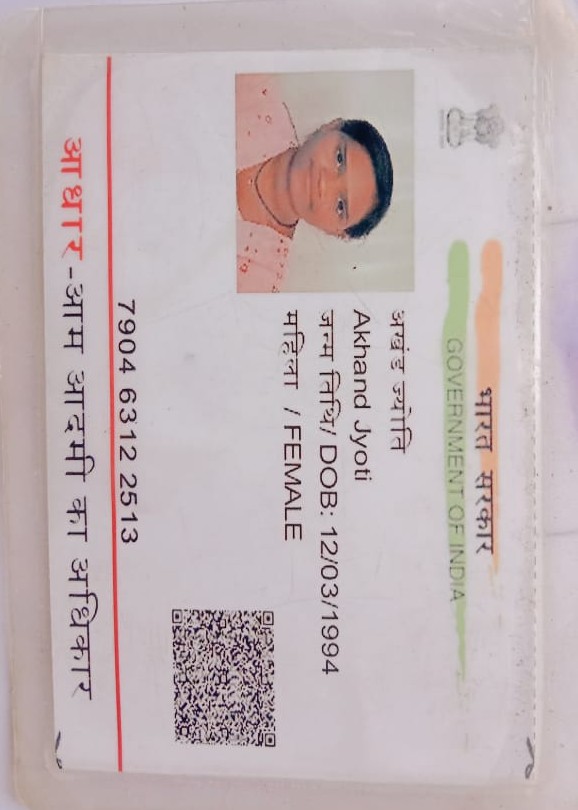 भारत सरकार
GOVERNMENT OF INDIA
अखंड ज्योति
Akhand Jyoti
जन्म तिथि/ DOB: 12/03/1994
महिला / FEMALE
7904 6312 2513
आधार -आम आदमी का अधिकार